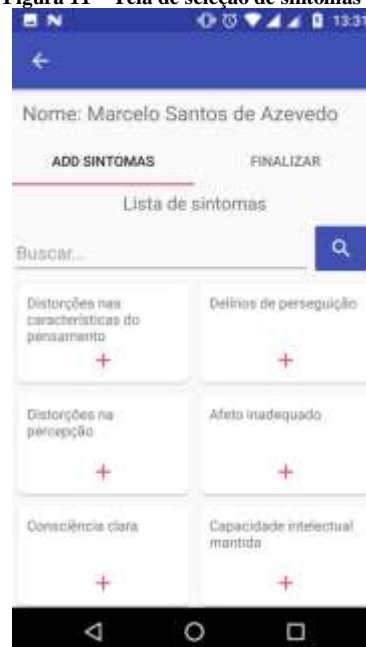 Figura 11 – Tela de seleção de sintomas
N
13:31
Nome: Marcelo Santos de Azevedo
ADD SINTOMAS
FINALIZAR
Lista de sintomas
Buscar...
Distorções nas
características do
pensamento
+
Delírios de perseguição
+
Distorções na
percepção
+
Afeto inadequado
+
Consciência clara
+
Capacidade intelectual
mantida
+